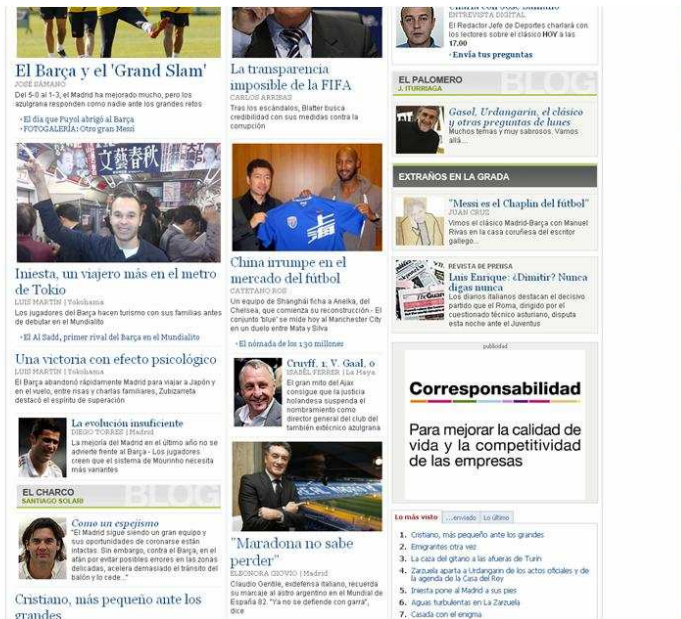 El Barça y el 'Grand Slam'
JOSÉ SÁMANO
Del 5-0 al 1-3, el Madrid ha mejorado mucho, pero los
azulgrana responden como nadie ante los grandes retos
El día que Puyol abrigó al Barça
FOTOGALERÍA: Otro gran Messi
文藝春秋
Iniesta, un viajero más en el metro
de Tokio
LUIS MARTÍN | Yokohama
Los jugadores del Barça hacen turismo con sus familias antes
de debutar en el Mundialito
El Al Sadd, primer rival del Barça en el Mundialito
Una victoria con efecto psicológico
LUIS MARTÍN | Yokohama
El Barça abandonó rápidamente Madrid para viajar a Japón y
en el vuelo, entre risas y charlas familiares, Zubizarreta
destacó el espíritu de superación
La evolución insuficiente
DIEGO TORRES | Madrid
La mejoría del Madrid en el último año no se
advierte frente al Barça - Los jugadores
creen que el sistema de Mourinho necesita
más variantes
EL CHARCO
SANTIAGO SOLARI
BLOG
Como un espejismo
"El Madrid sigue siendo un gran equipo y
sus oportunidades de coronarse están
intactas. Sin embargo, contra el Barça, en el
afán por evitar posibles errores en las zonas
delicadas, acelera demasiado el tránsito del
balón y lo cede..."
Cristiano, más pequeño ante los
grandes
La transparencia
imposible de la FIFA
CARLOS ARRIBAS
Tras los escándalos, Blatter busca
credibilidad con sus medidas contra la
corrupción
China irrumpe en el
mercado del fútbol
CAYETANO ROS
Un equipo de Shanghái ficha a Anelka, del
Chelsea, que comienza su reconstrucción - El
conjunto 'blue' se mide hoy al Manchester City
en un duelo entre Mata y Silva
El nómada de los 130 millones
Cruyff, 1; V. Gaal, 0
ISABEL FERRER | La Haya
El gran mito del Ajax
consigue que la justicia
holandesa suspenda el
nombramiento como
director general del club del
también extécnico azulgrana
"Maradona no sabe
perder"
ELEONORA GIOVIO | Madrid
Claudio Gentile, exdefensa italiano, recuerda
su marcaje al astro argentino en el Mundial de
España 82. "Ya no se defiende con garra",
dice
Charla con José Sámano
ENTREVISTA DIGITAL
El Redactor Jefe de Deportes charlará con
los lectores sobre el clásico HOY a las
17.00
Envía tus preguntas
EL PALOMERO
J. ITURRIAGA
BLOG
Gasol, Urdangarin, el clásico
y otras preguntas de lunes
Muchos temas y muy sabrosos. Vamos
allá...
EXTRAÑOS EN LA GRADA
"Messi es el Chaplin del fútbol"
JUAN CRUZ
Vimos el clásico Madrid-Barça con Manuel
Rivas en la casa coruñesa del escritor
gallego...
REVISTA DE PRENSA
Luis Enrique: ¿Dimitir? Nunca
digas nunca
Los diarios italianos destacan el decisivo
partido que el Roma, dirigido por el
cuestionado técnico asturiano, disputa
esta noche ante el Juventus
publicidad
Corresponsabilidad
Para mejorar la calidad de
vida y la competitividad
de las empresas
Lo más visto ...enviado Lo último
1. Cristiano, más pequeño ante los grandes
2. Emigrantes otra vez
3. La caza del gitano a las afueras de Turín
4. Zarzuela aparta a Urdangarin de los actos oficiales y de
la agenda de la Casa del Rey
5. Iniesta pone al Madrid a sus pies
6. Aguas turbulentas en La Zarzuela
7. Casada con el enigma